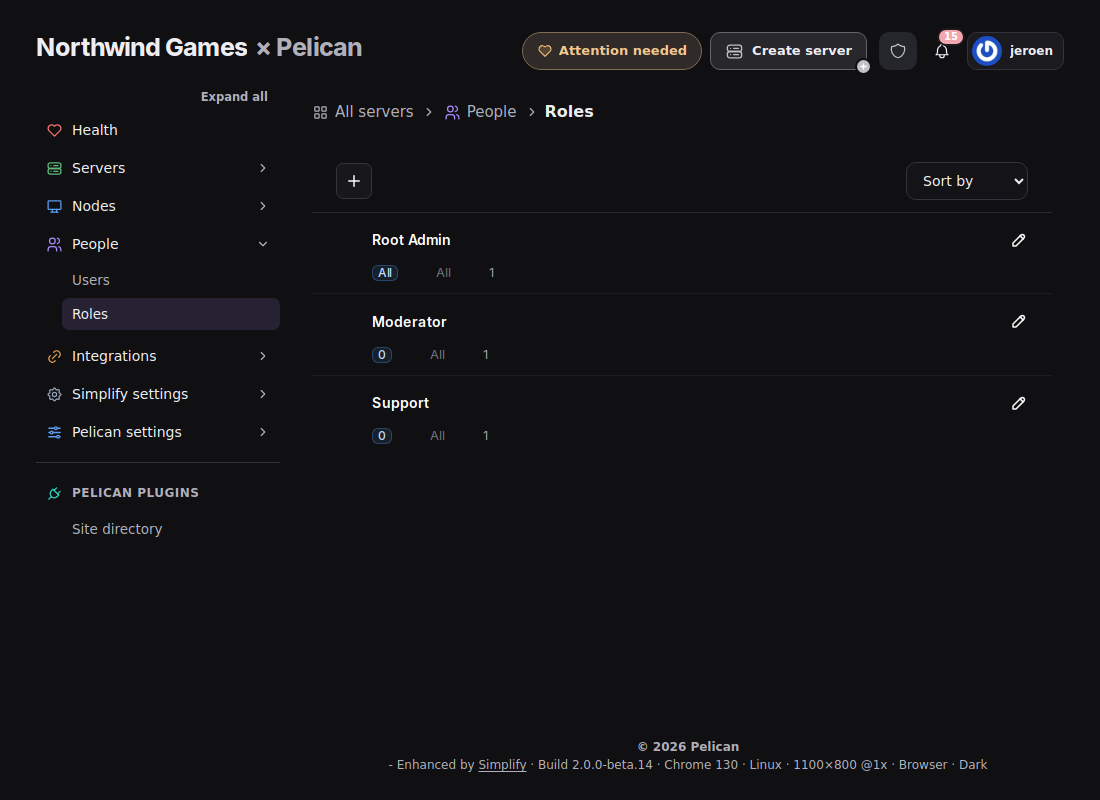 Northwind Games × Pelican
Attention needed
Create server
15
jeroen
Expand all
Health
Servers
Nodes
People
Users
Roles
Integrations
Simplify settings
Pelican settings
PELICAN PLUGINS
Site directory
All servers > People > Roles
Sort by
Root Admin
All All 1
Moderator
0 All 1
Support
0 All 1
© 2026 Pelican
- Enhanced by Simplify · Build 2.0.0-beta.14 · Chrome 130 · Linux · 1100×800 @1x · Browser · Dark